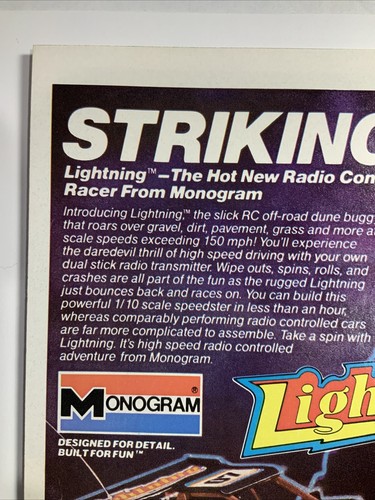 STRIKING
Lightning™—The Hot New Radio Con
Racer From Monogram
Introducing Lightning,™ the slick RC off-road dune bugg
that roars over gravel, dirt, pavement, grass and more at
scale speeds exceeding 150 mph! You'll experience
the daredevil thrill of high speed driving with your own
dual stick radio transmitter. Wipe outs, spins, rolls, and
crashes are all part of the fun as the rugged Lightning
just bounces back and races on. You can build this
powerful 1/10 scale speedster in less than an hour,
whereas comparably performing radio controlled cars
are far more complicated to assemble. Take a spin with
Lightning. It's high speed radio controlled
adventure from Monogram.
MONOGRAM®
DESIGNED FOR DETAIL.
BUILT FOR FUN™
Ligh